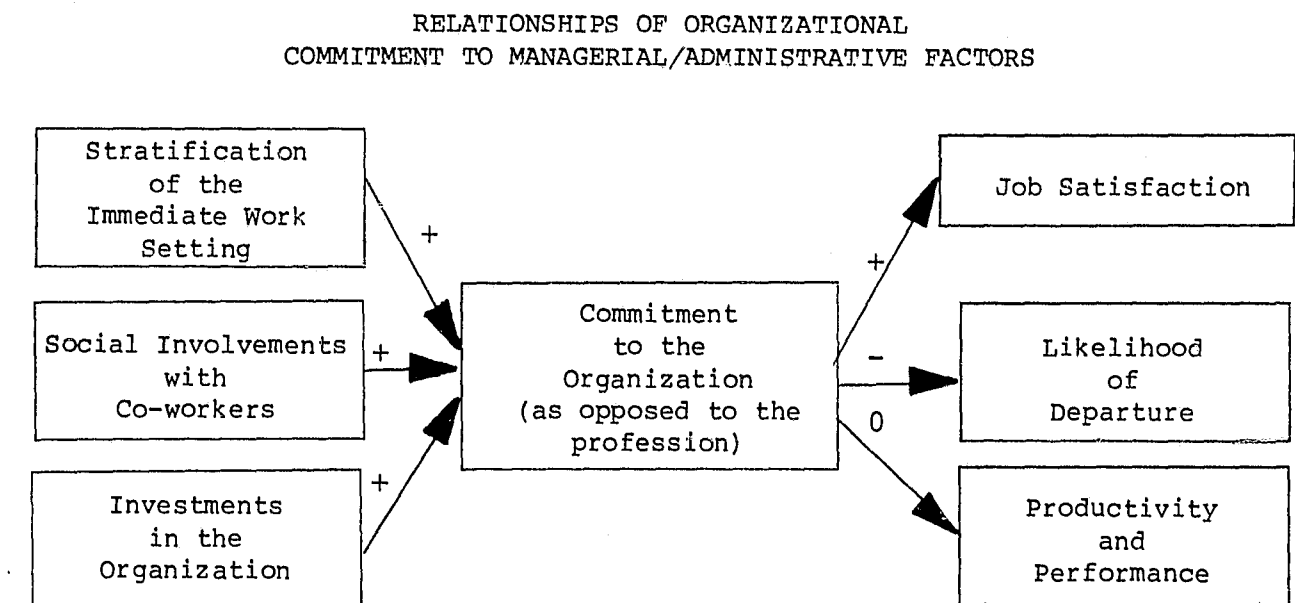 RELATIONSHIPS OF ORGANIZATIONAL
COMMITMENT TO MANAGERIAL/ADMINISTRATIVE FACTORS
Stratification
of the
Immediate Work
Setting
+
Social Involvements
with
Co-workers
+
Investments
in the
Organization
+
Commitment
to the
Organization
(as opposed to the
profession)
+
Job Satisfaction
-
Likelihood
of
Departure
0
Productivity
and
Performance